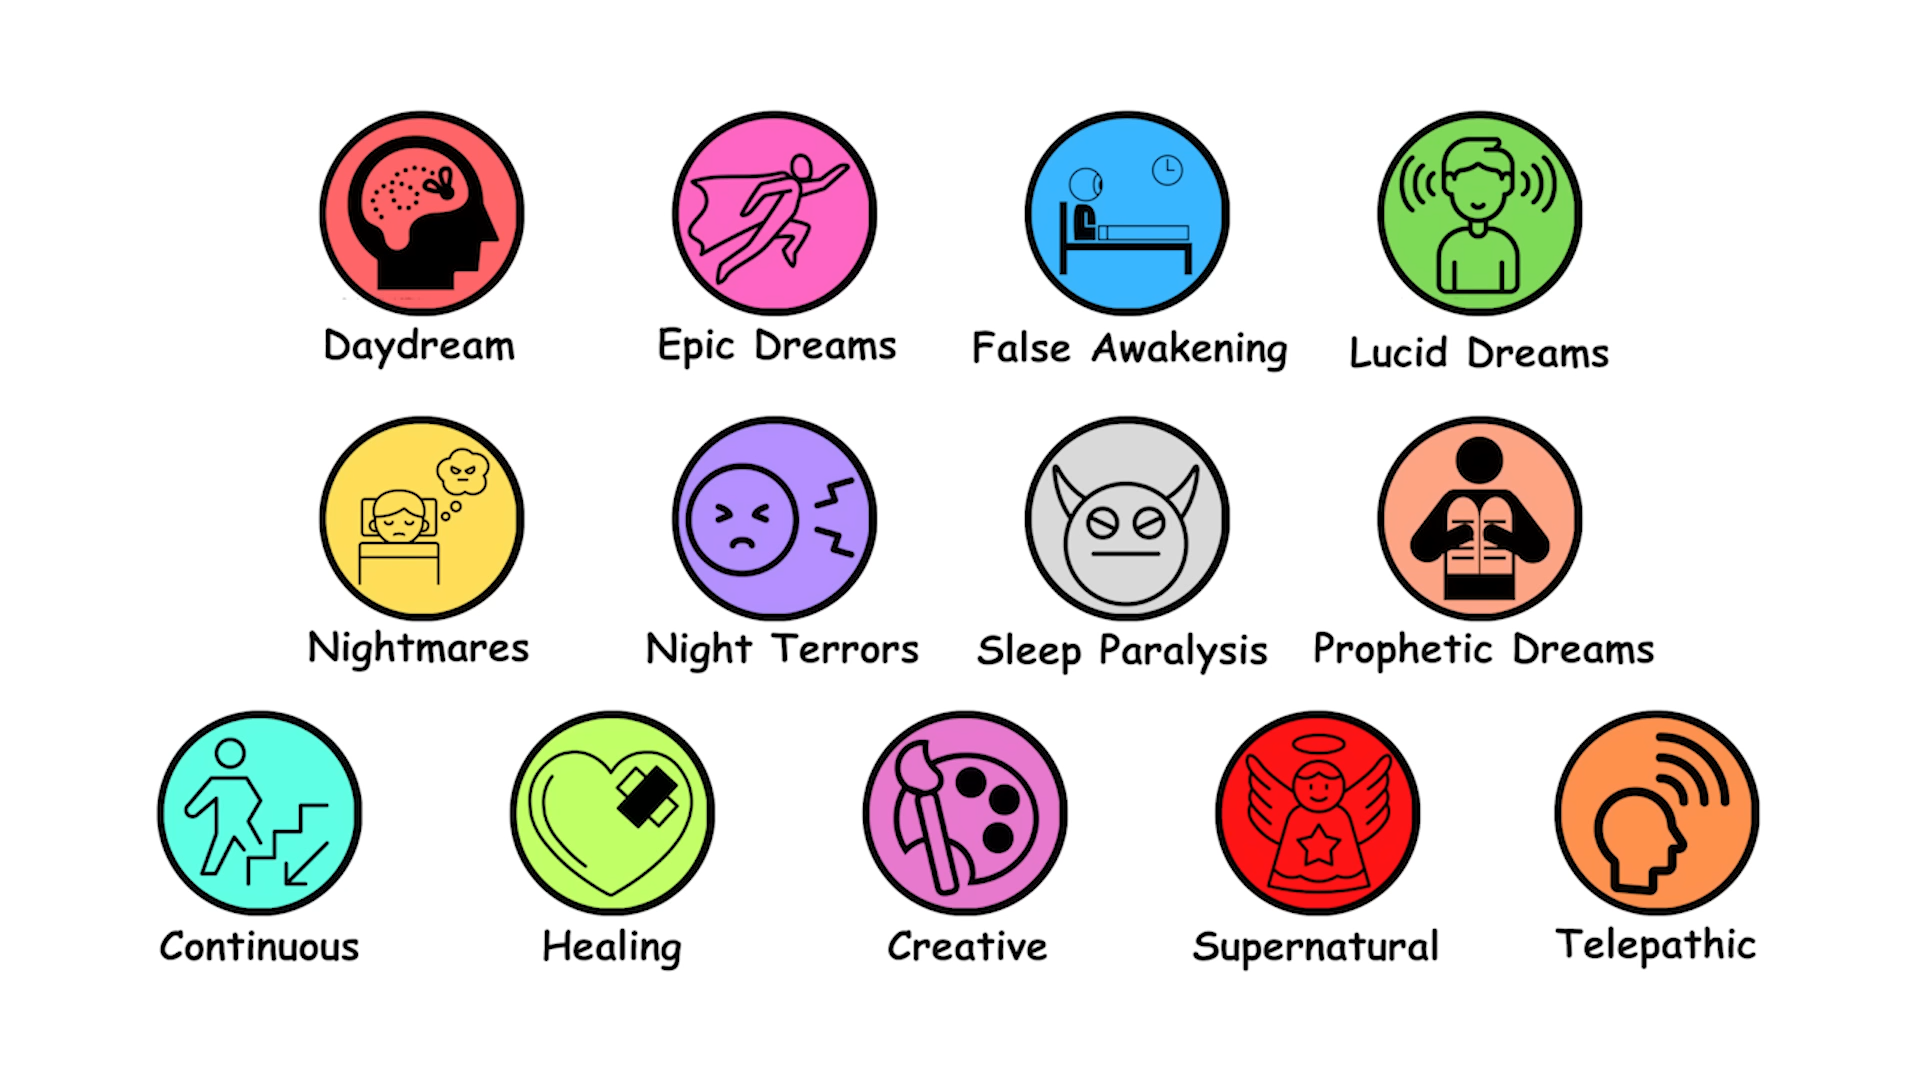 Daydream
Epic Dreams
False Awakening
Lucid Dreams
Nightmares
Night Terrors
Sleep Paralysis
Prophetic Dreams
Continuous
Healing
Creative
Supernatural
Telepathic